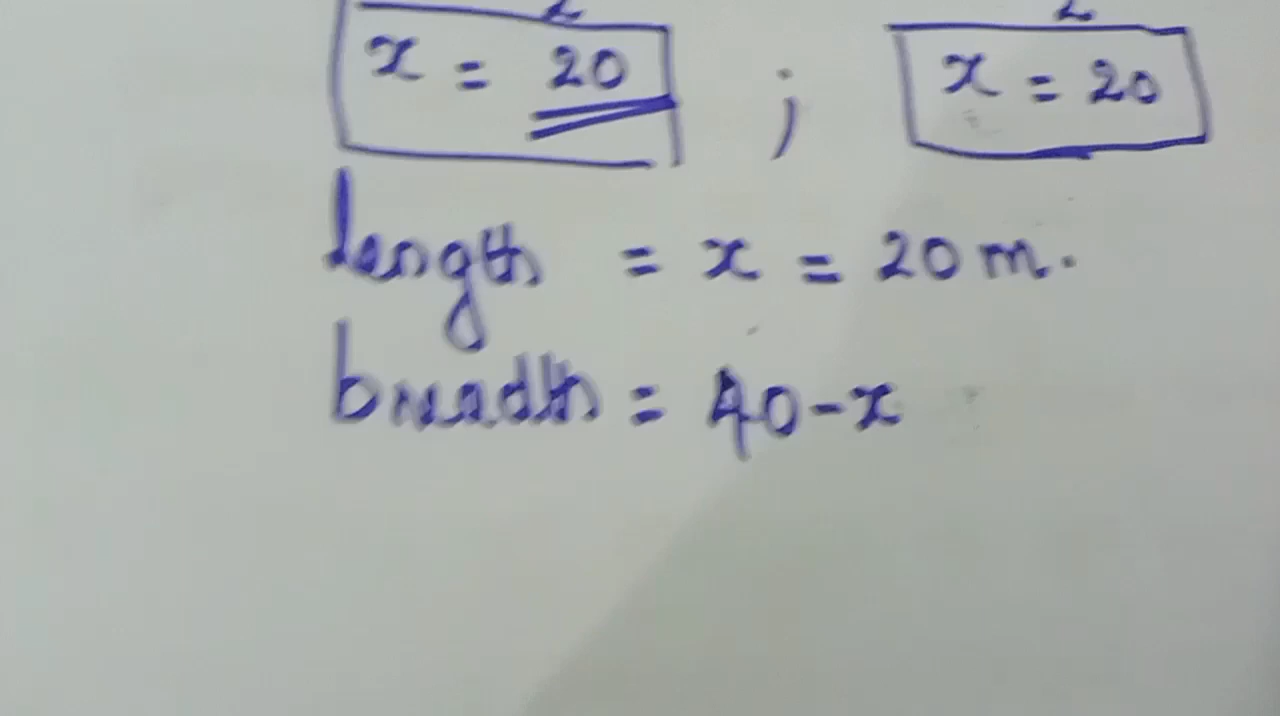 x = 20 ; x = 20
length = x = 20 m.
breadth = 40 - x